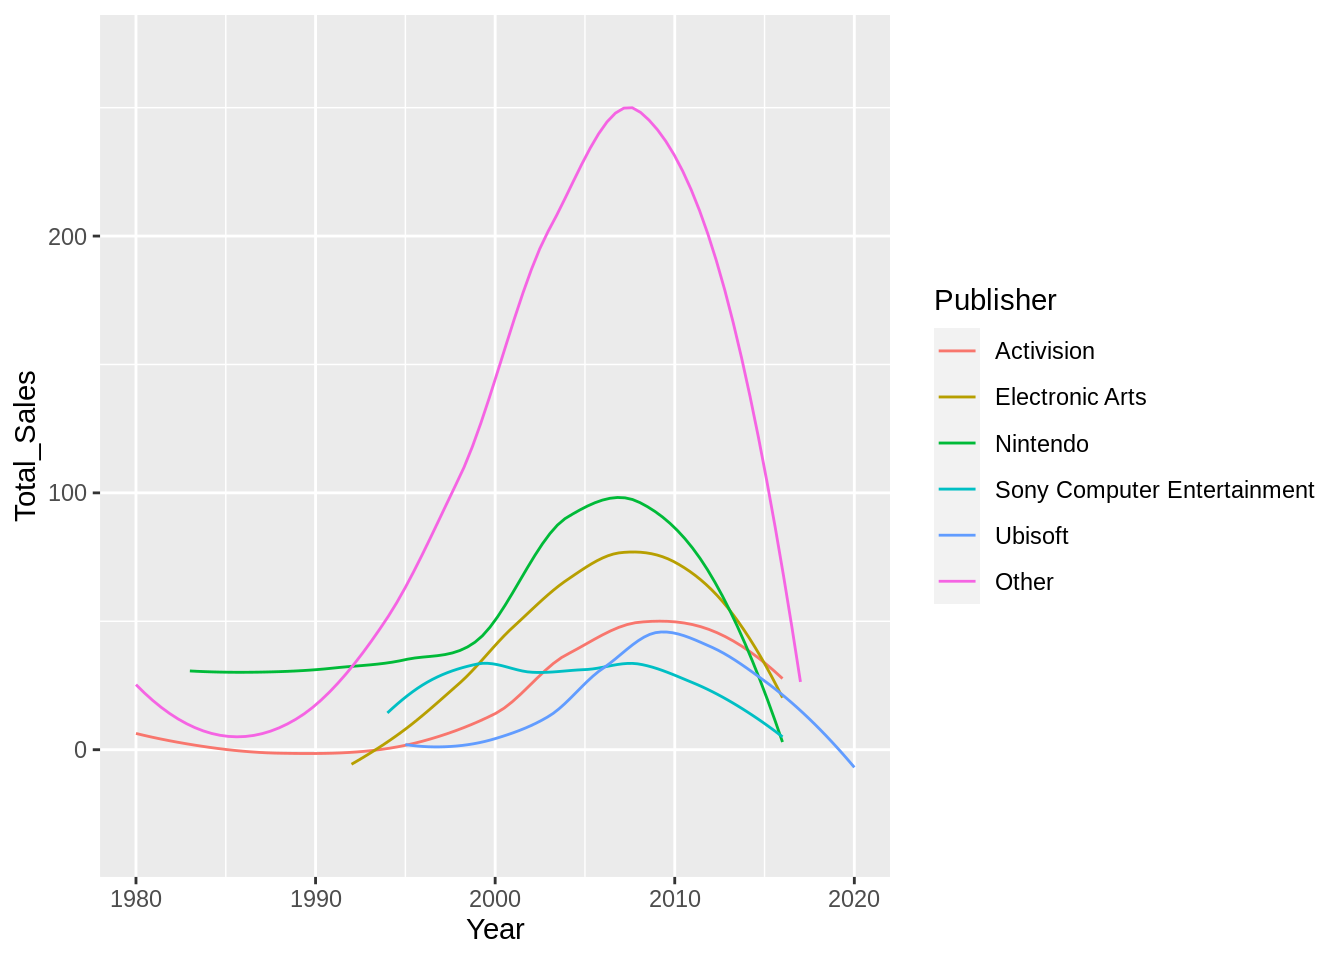 Total_Sales
200
100
0
1980
1990
2000
2010
2020
Year
Publisher
Activision
Electronic Arts
Nintendo
Sony Computer Entertainment
Ubisoft
Other